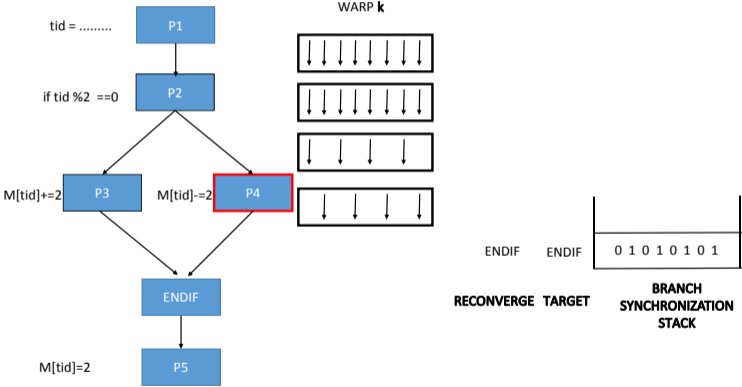 WARP k
tid = .........
P1
if tid %2 ==0
P2
M[tid]+=2
P3
M[tid]-=2
P4
ENDIF
ENDIF
0 1 0 1 0 1 0 1
RECONVERGE
TARGET
BRANCH
SYNCHRONIZATION
STACK
ENDIF
M[tid]=2
P5